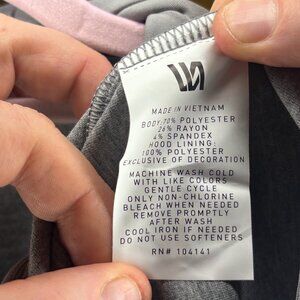 MADE IN VIETNAM
BODY: 70% POLYESTER
26% RAYON
4% SPANDEX
HOOD LINING:
100% POLYESTER
EXCLUSIVE OF DECORATION
MACHINE WASH COLD
WITH LIKE COLORS
GENTLE CYCLE
ONLY NON-CHLORINE
BLEACH WHEN NEEDED
REMOVE PROMPTLY
AFTER WASH
COOL IRON IF NEEDED
DO NOT USE SOFTENERS
RN# 104141